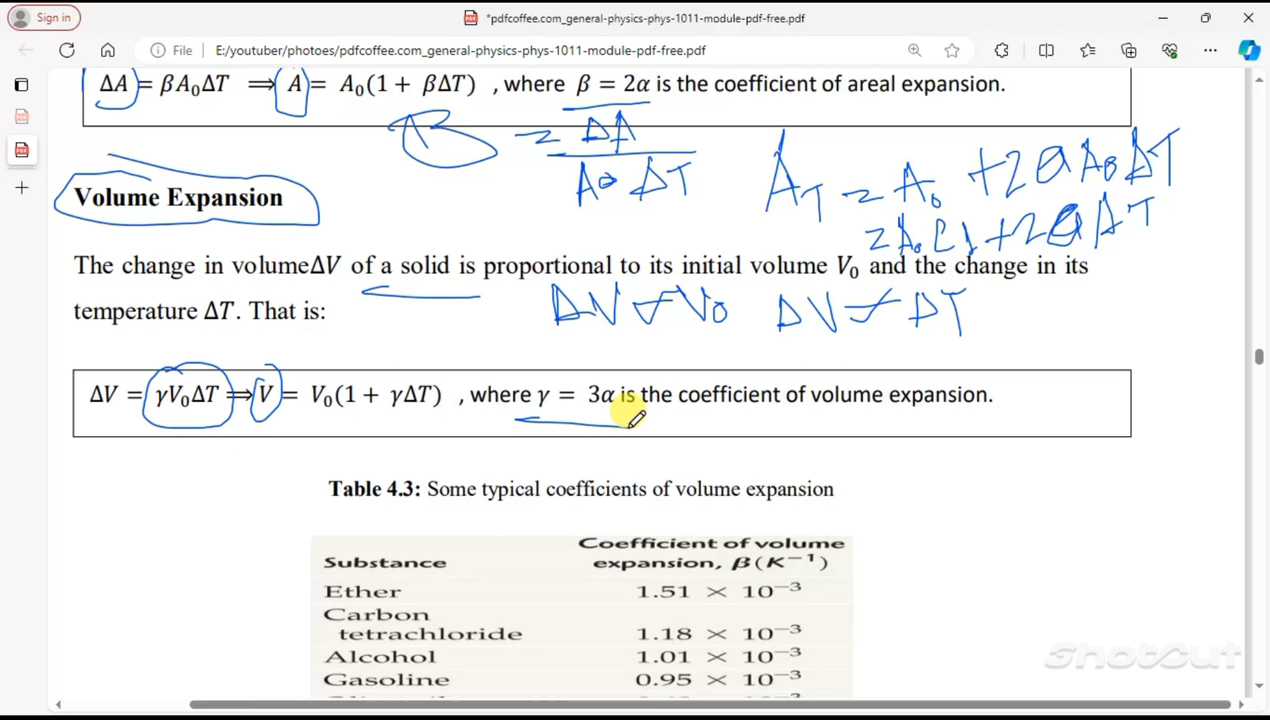 Sign in
*pdfcoffee.com_general-physics-phys-1011-module-pdf-free.pdf
File E:/youtuber/photoes/pdfcoffee.com_general-physics-phys-1011-module-pdf-free.pdf
ΔA = βA₀ΔT ⟹ A = A₀(1 + βΔT) , where β = 2α is the coefficient of areal expansion.
B = ΔA
A0 ΔT
A_T = A₀ + 2αA₀ΔT
= A₀[1 + 2αΔT
Volume Expansion
The change in volumeΔV of a solid is proportional to its initial volume V₀ and the change in its
ΔV ∝ V0 ΔV ∝ ΔT
temperature ΔT. That is:
ΔV = γV₀ΔT ⟹ V = V₀(1 + γΔT) , where γ = 3α is the coefficient of volume expansion.
Table 4.3: Some typical coefficients of volume expansion
Substance
Coefficient of volume
expansion, β(K⁻¹)
Ether 1.51 × 10⁻³
Carbon
tetrachloride 1.18 × 10⁻³
Alcohol 1.01 × 10⁻³
Gasoline 0.95 × 10⁻³
Shotcut